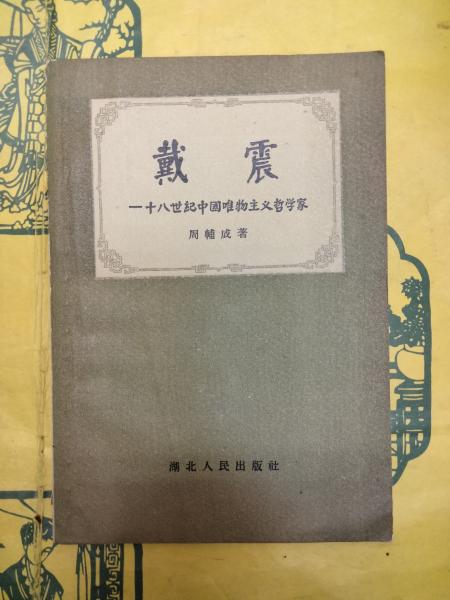 戴震
一十八世紀中國唯物主义哲学家
周輔成著
湖北人民出版社